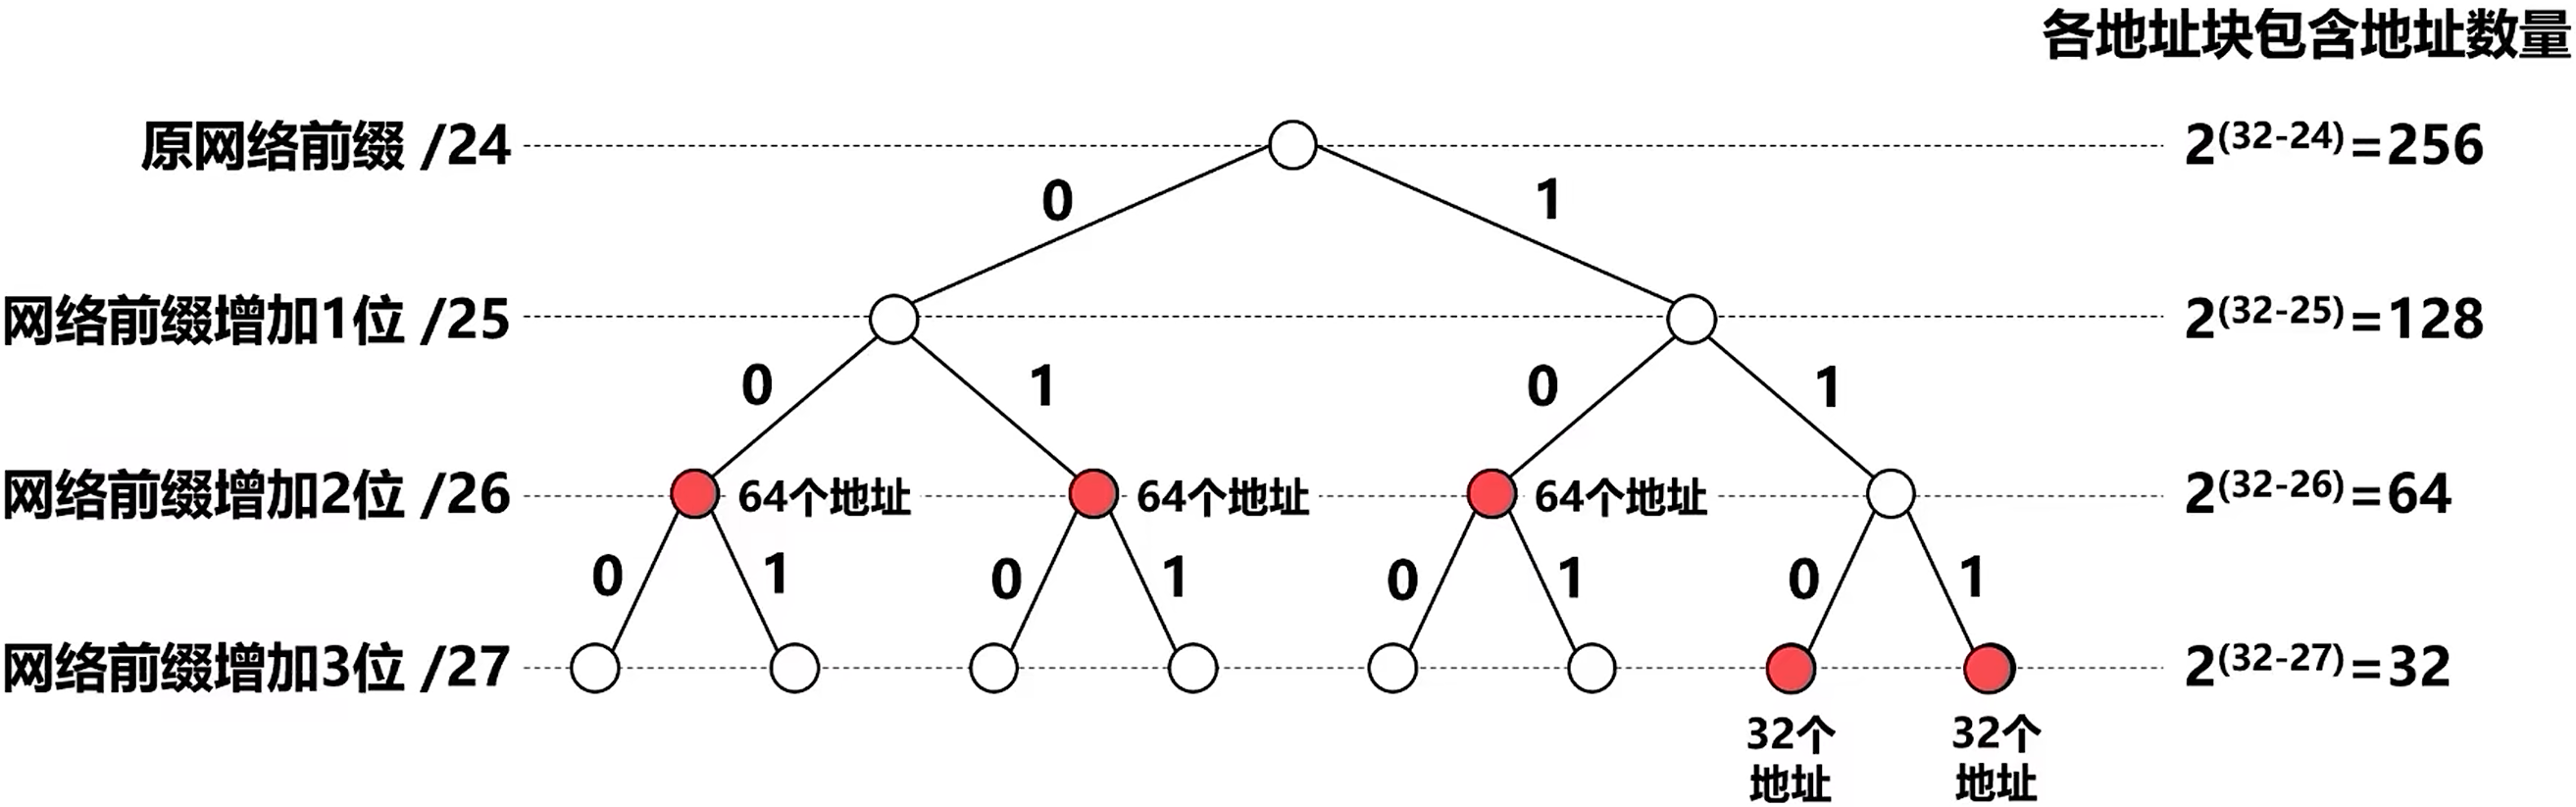 各地址块包含地址数量
原网络前缀 /24
2^(32-24)=256
0
1
网络前缀增加1位 /25
2^(32-25)=128
0
1
0
1
网络前缀增加2位 /26
64个地址
64个地址
64个地址
2^(32-26)=64
0
1
0
1
0
1
0
1
网络前缀增加3位 /27
2^(32-27)=32
32个
地址
32个
地址